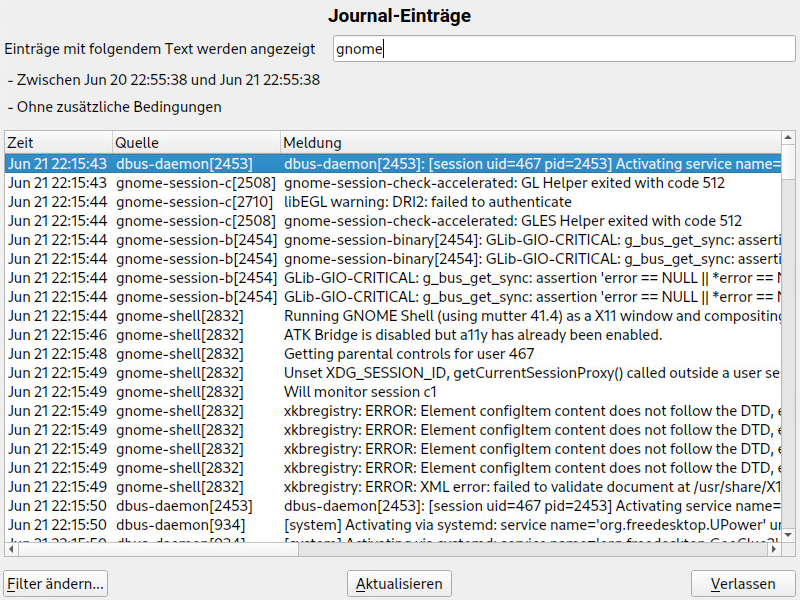 Journal-Einträge
Einträge mit folgendem Text werden angezeigt gnome
- Zwischen Jun 20 22:55:38 und Jun 21 22:55:38
- Ohne zusätzliche Bedingungen
Zeit Quelle Meldung
Jun 21 22:15:43 dbus-daemon[2453] dbus-daemon[2453]: [session uid=467 pid=2453] Activating service name=
Jun 21 22:15:43 gnome-session-c[2508] gnome-session-check-accelerated: GL Helper exited with code 512
Jun 21 22:15:44 gnome-session-c[2710] libEGL warning: DRI2: failed to authenticate
Jun 21 22:15:44 gnome-session-c[2508] gnome-session-check-accelerated: GLES Helper exited with code 512
Jun 21 22:15:44 gnome-session-b[2454] gnome-session-binary[2454]: GLib-GIO-CRITICAL: g_bus_get_sync: asserti
Jun 21 22:15:44 gnome-session-b[2454] gnome-session-binary[2454]: GLib-GIO-CRITICAL: g_bus_get_sync: asserti
Jun 21 22:15:44 gnome-session-b[2454] GLib-GIO-CRITICAL: g_bus_get_sync: assertion 'error == NULL || *error == N
Jun 21 22:15:44 gnome-session-b[2454] GLib-GIO-CRITICAL: g_bus_get_sync: assertion 'error == NULL || *error == N
Jun 21 22:15:44 gnome-shell[2832] Running GNOME Shell (using mutter 41.4) as a X11 window and compositing
Jun 21 22:15:46 gnome-shell[2832] ATK Bridge is disabled but a11y has already been enabled.
Jun 21 22:15:48 gnome-shell[2832] Getting parental controls for user 467
Jun 21 22:15:49 gnome-shell[2832] Unset XDG_SESSION_ID, getCurrentSessionProxy() called outside a user se
Jun 21 22:15:49 gnome-shell[2832] Will monitor session c1
Jun 21 22:15:49 gnome-shell[2832] xkbregistry: ERROR: Element configItem content does not follow the DTD, e
Jun 21 22:15:49 gnome-shell[2832] xkbregistry: ERROR: Element configItem content does not follow the DTD, e
Jun 21 22:15:49 gnome-shell[2832] xkbregistry: ERROR: Element configItem content does not follow the DTD, e
Jun 21 22:15:49 gnome-shell[2832] xkbregistry: ERROR: Element configItem content does not follow the DTD, e
Jun 21 22:15:49 gnome-shell[2832] xkbregistry: ERROR: XML error: failed to validate document at /usr/share/X1
Jun 21 22:15:50 dbus-daemon[2453] dbus-daemon[2453]: [session uid=467 pid=2453] Activating service name=
Jun 21 22:15:50 dbus-daemon[934] [system] Activating via systemd: service name='org.freedesktop.UPower' un
Filter ändern... Aktualisieren Verlassen